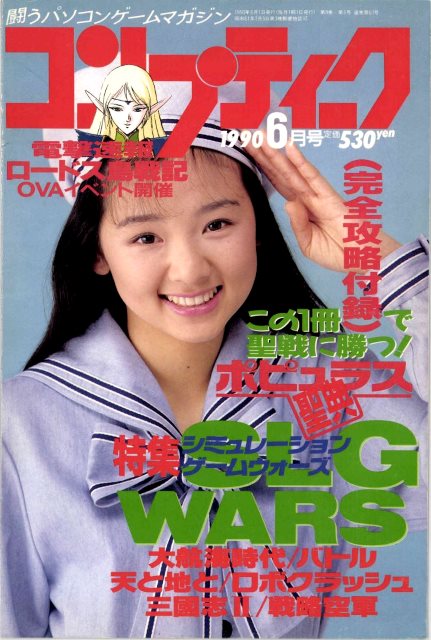 闘うパソコンゲームマガジン
コンプティーク
1990 6月号 定価530yen
電撃速報
ロードス島戦記
OVAイベント開催
(完全攻略付録)
この1冊で
聖戦に勝つ!
ポピュラス
聖典
特集
シミュレーション
ゲームウォーズ
SLG
WARS
大航海時代/バトル
天と地と/ロボクラッシュ
三國志II/戦略空軍